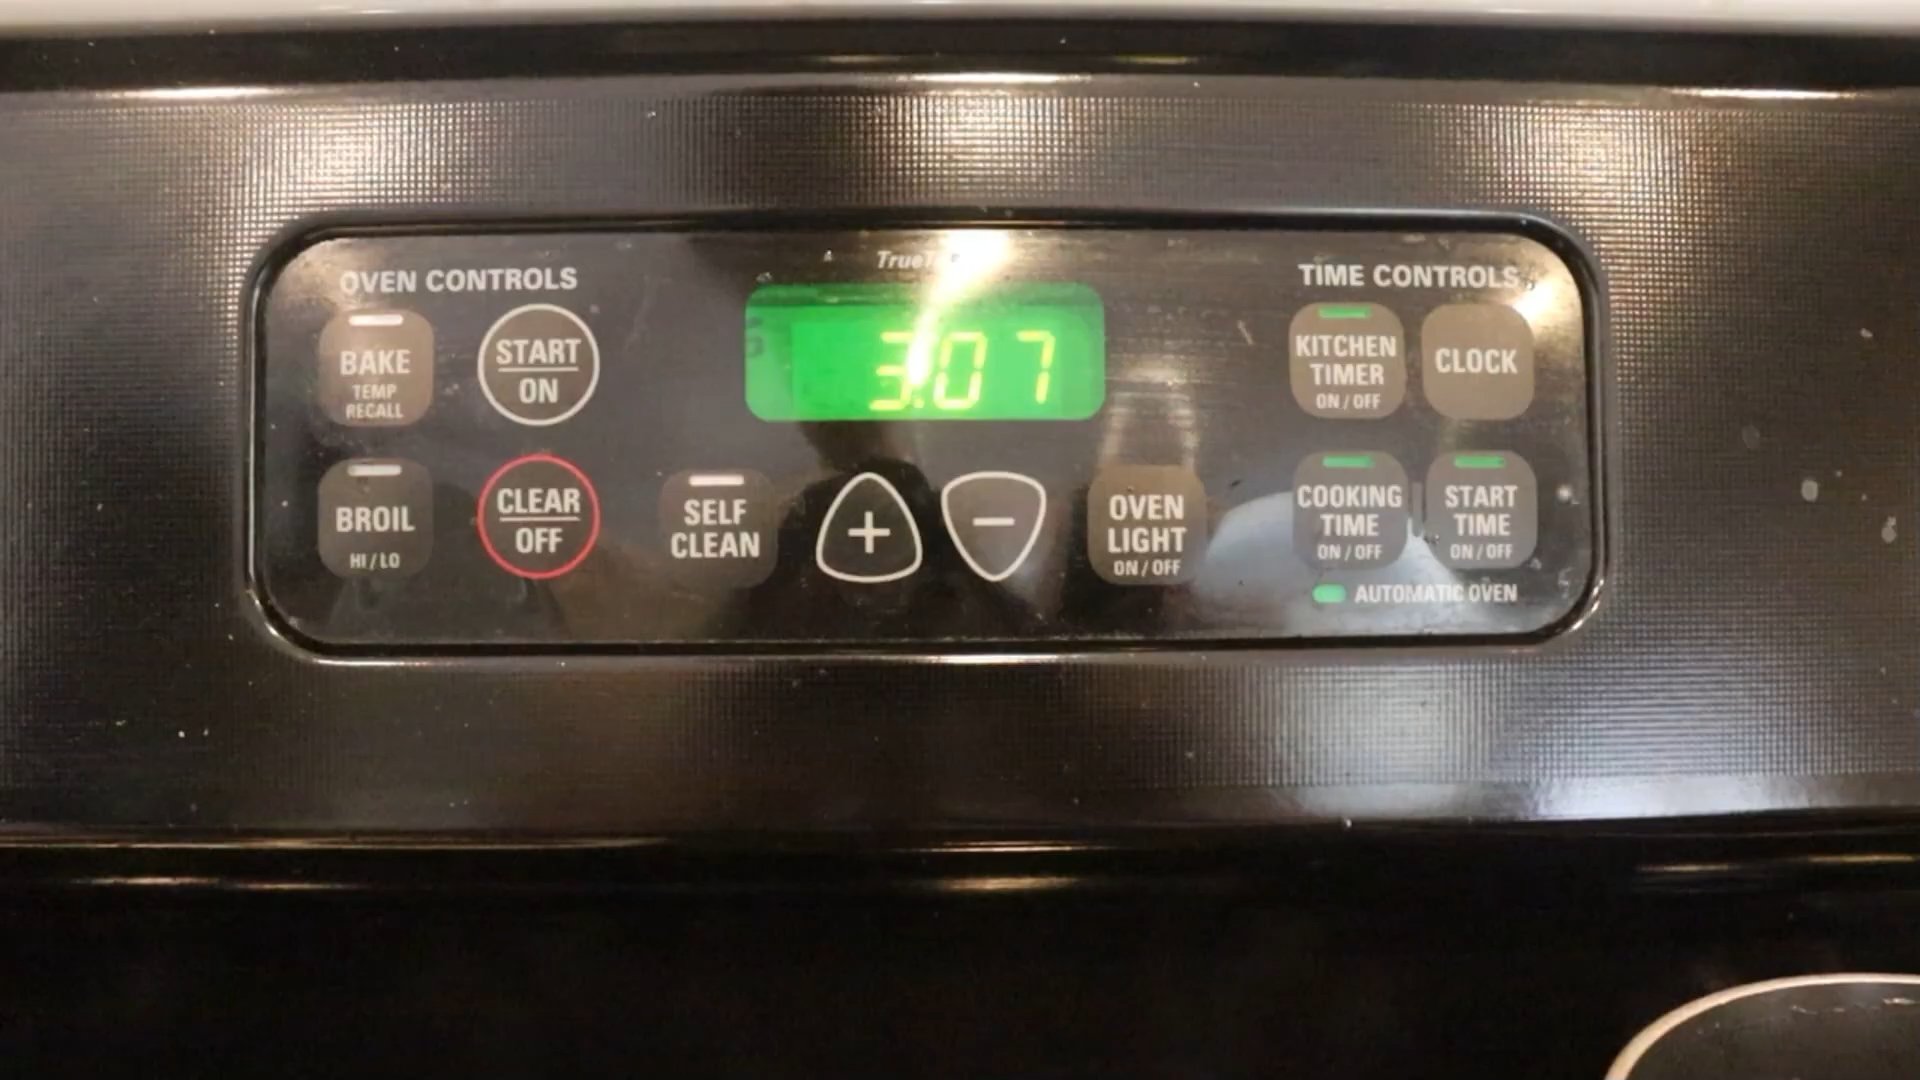 OVEN CONTROLS
BAKE
TEMP
RECALL
START
ON
BROIL
HI / LO
CLEAR
OFF
SELF
CLEAN
3:07
+
−
OVEN
LIGHT
ON / OFF
TIME CONTROLS
KITCHEN
TIMER
ON / OFF
CLOCK
COOKING
TIME
ON / OFF
START
TIME
ON / OFF
AUTOMATIC OVEN